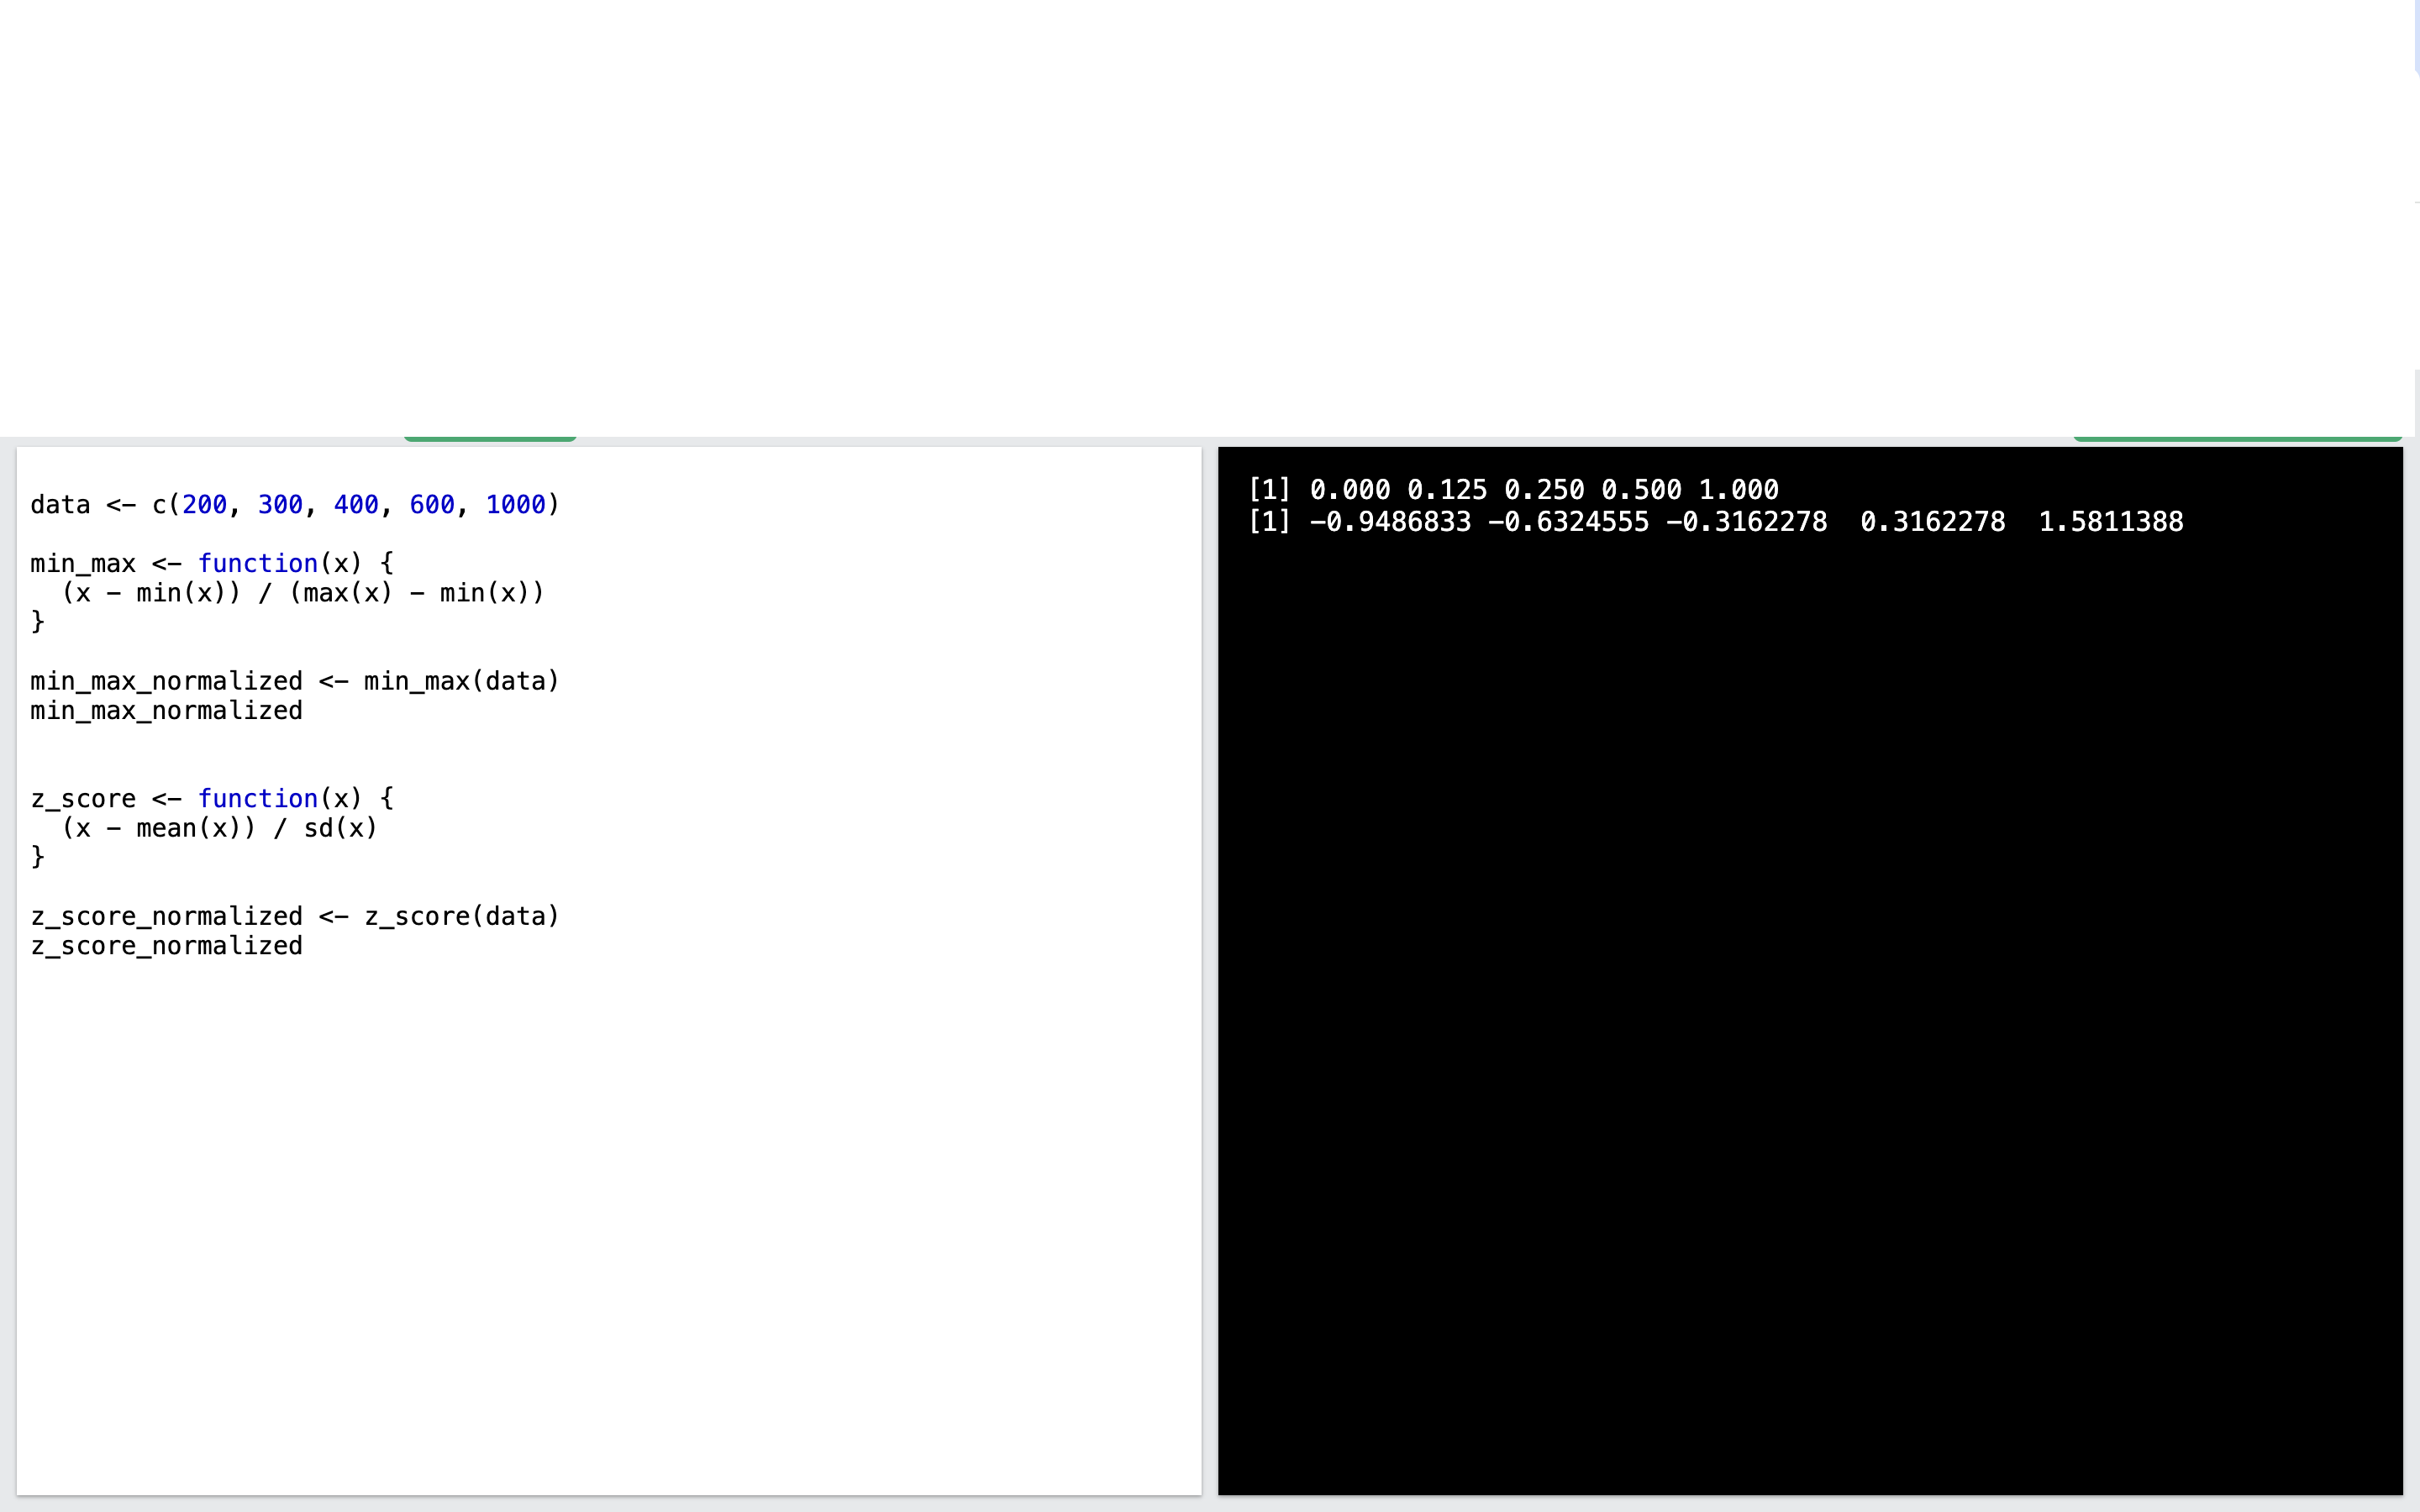 data <- c(200, 300, 400, 600, 1000)
min_max <- function(x) {
  (x - min(x)) / (max(x) - min(x))
}
min_max_normalized <- min_max(data)
min_max_normalized
z_score <- function(x) {
  (x - mean(x)) / sd(x)
}
z_score_normalized <- z_score(data)
z_score_normalized
[1] 0.000 0.125 0.250 0.500 1.000
[1] -0.9486833 -0.6324555 -0.3162278  0.3162278  1.5811388